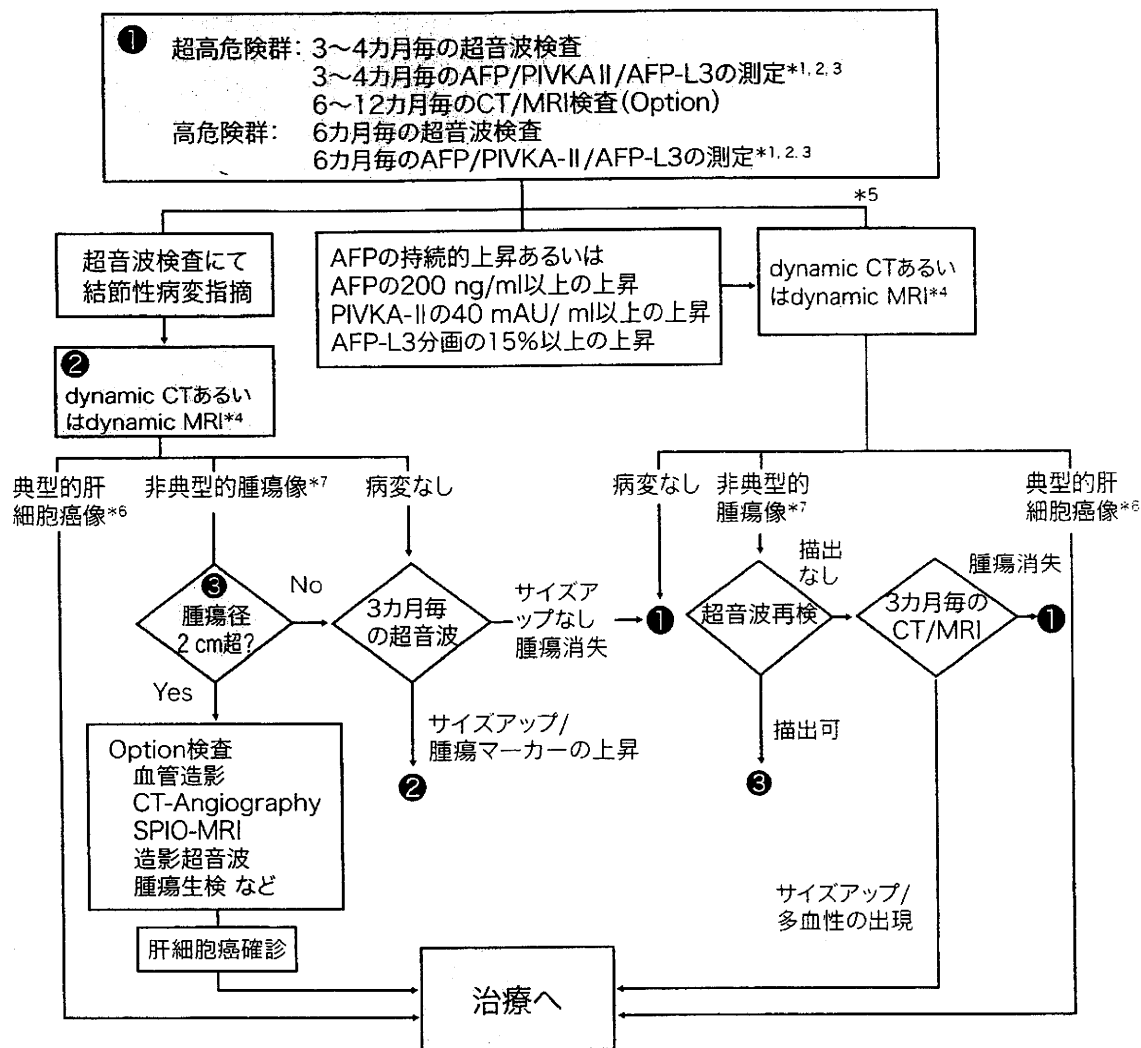 ❶ 超高危険群: 3〜4カ月毎の超音波検査
3〜4カ月毎のAFP/PIVKAII/AFP-L3の測定*1, 2, 3
6〜12カ月毎のCT/MRI検査(Option)
高危険群: 6カ月毎の超音波検査
6カ月毎のAFP/PIVKA-II/AFP-L3の測定*1, 2, 3
*5
超音波検査にて
結節性病変指摘
AFPの持続的上昇あるいは
AFPの200 ng/ml以上の上昇
PIVKA-IIの40 mAU/ ml以上の上昇
AFP-L3分画の15%以上の上昇
dynamic CTあるい
はdynamic MRI*4
❷
dynamic CTあるい
はdynamic MRI*4
典型的肝
細胞癌像*6
非典型的腫瘍像*7
病変なし
病変なし
非典型的
腫瘍像*7
典型的肝
細胞癌像*6
❸
腫瘍径
2 cm超?
No
3カ月毎
の超音波
サイズア
ップなし
腫瘍消失
❶
超音波再検
描出
なし
3カ月毎の
CT/MRI
腫瘍消失
❶
Yes
サイズアップ/
腫瘍マーカーの上昇
❷
描出可
❸
Option検査
血管造影
CT-Angiography
SPIO-MRI
造影超音波
腫瘍生検 など
サイズアップ/
多血性の出現
肝細胞癌確診
治療へ